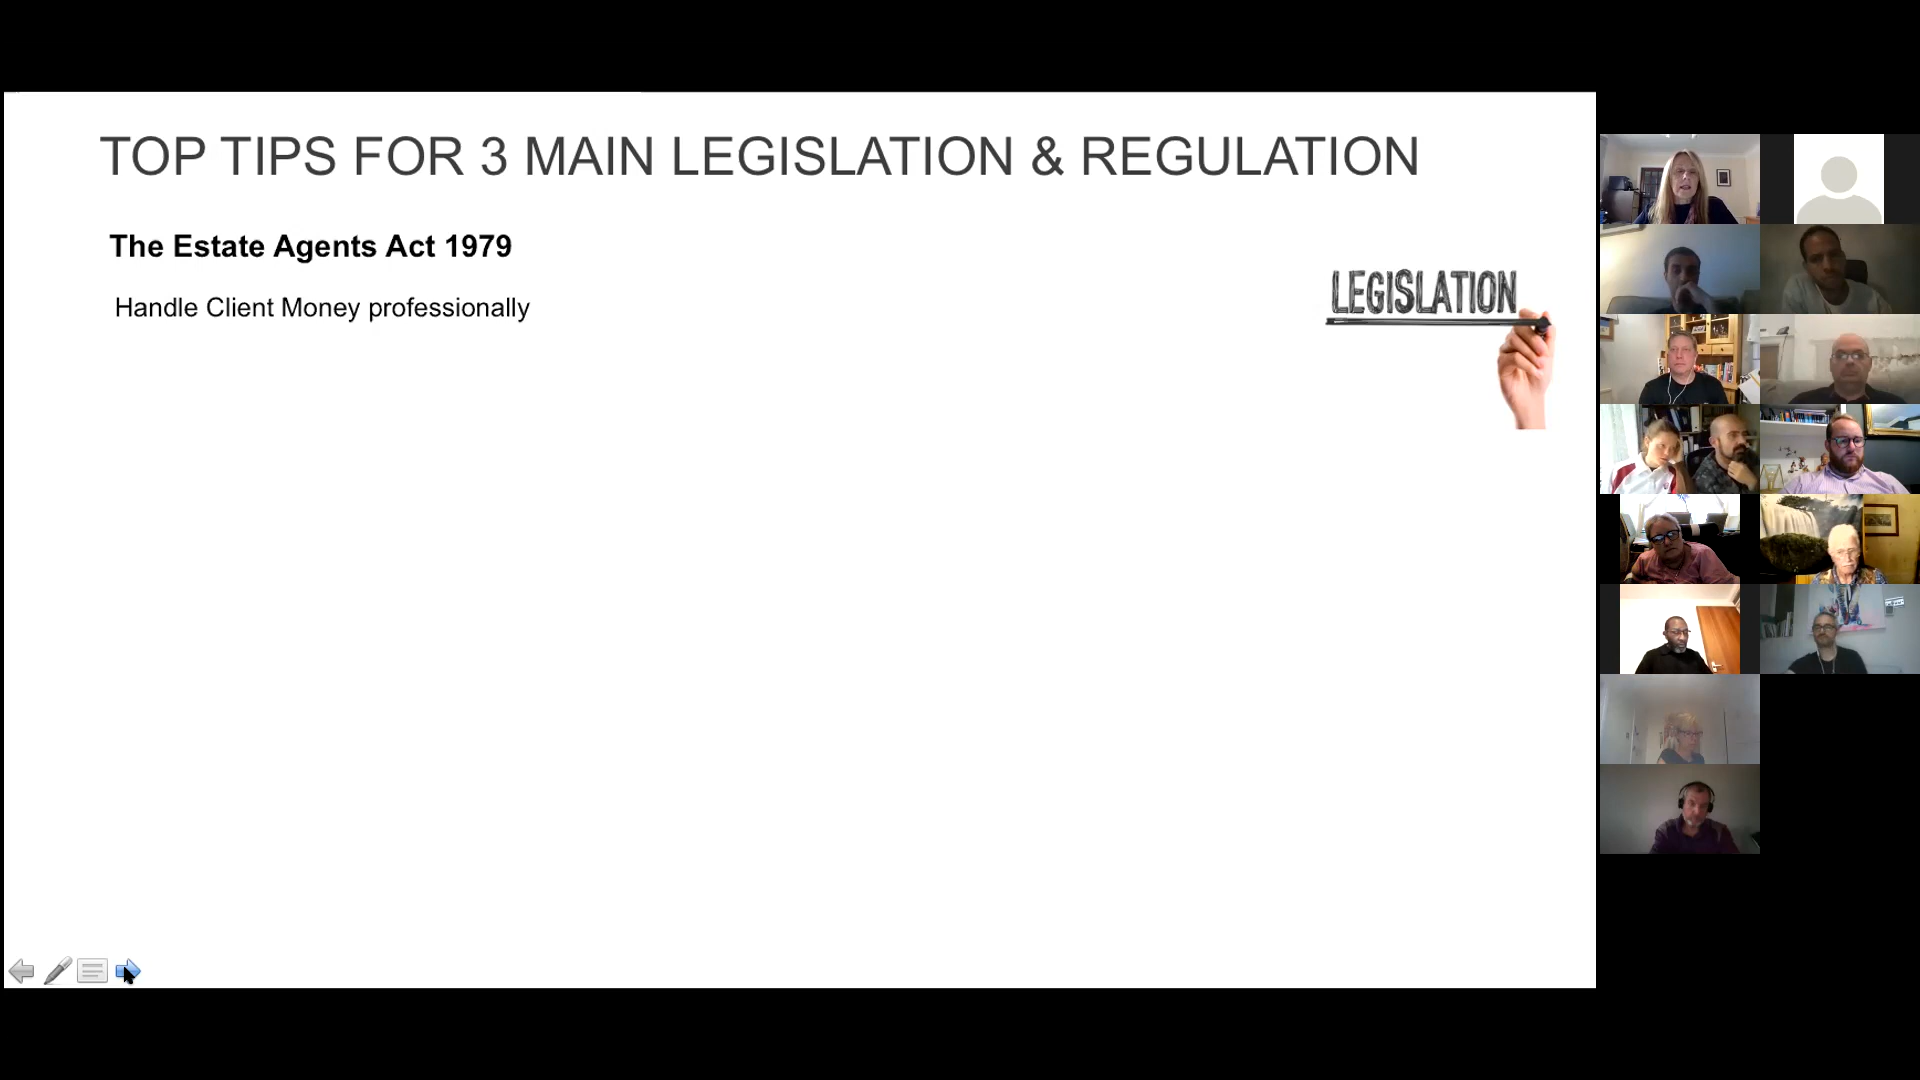 TOP TIPS FOR 3 MAIN LEGISLATION & REGULATION
The Estate Agents Act 1979
Handle Client Money professionally
LEGISLATION